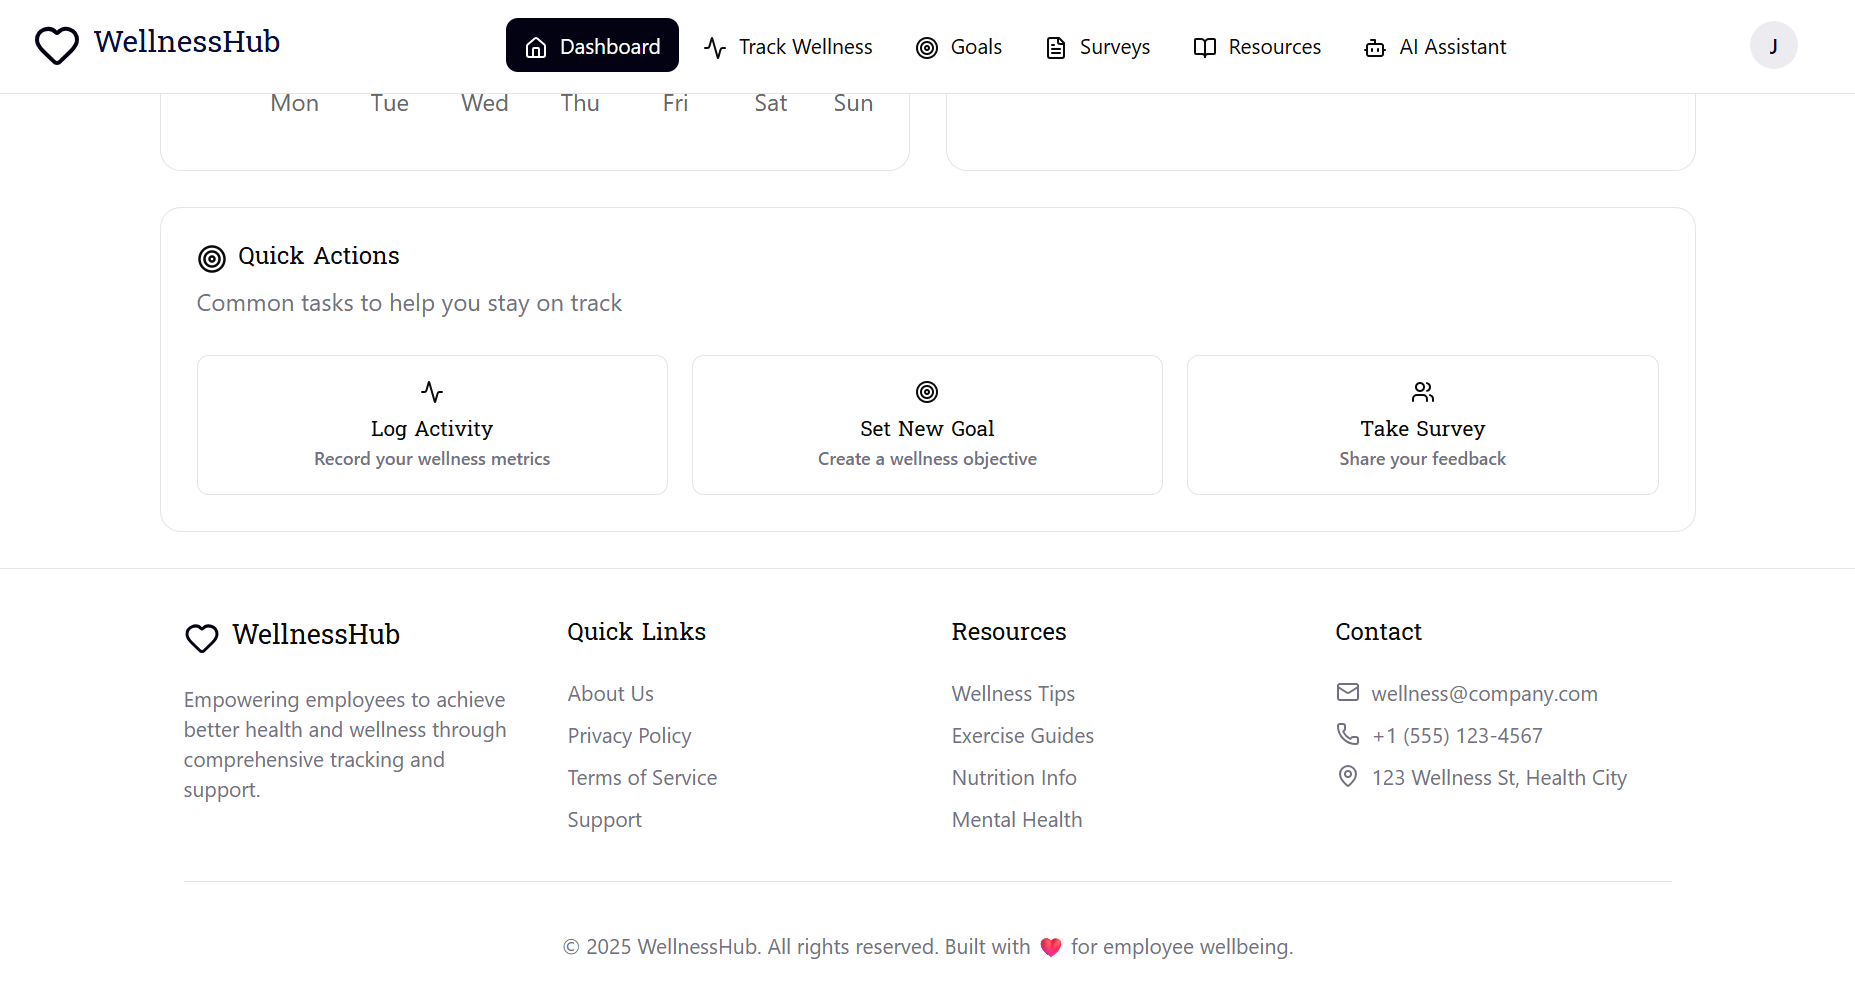 WellnessHub
Dashboard
Track Wellness
Goals
Surveys
Resources
AI Assistant
J
Mon Tue Wed Thu Fri Sat Sun
Quick Actions
Common tasks to help you stay on track
Log Activity
Record your wellness metrics
Set New Goal
Create a wellness objective
Take Survey
Share your feedback
WellnessHub
Empowering employees to achieve
better health and wellness through
comprehensive tracking and
support.
Quick Links
About Us
Privacy Policy
Terms of Service
Support
Resources
Wellness Tips
Exercise Guides
Nutrition Info
Mental Health
Contact
wellness@company.com
+1 (555) 123-4567
123 Wellness St, Health City
© 2025 WellnessHub. All rights reserved. Built with ❤️ for employee wellbeing.